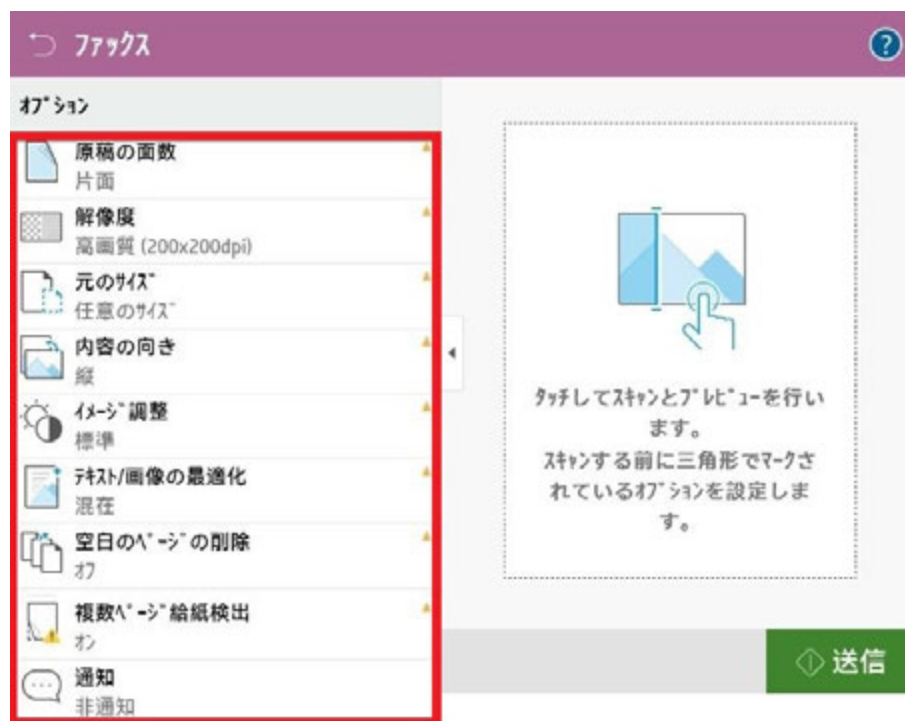 ファックス
?
ｵﾌﾟｼｮﾝ
原稿の面数
片面
解像度
高画質 (200x200dpi)
元のｻｲｽﾞ
任意のｻｲｽﾞ
内容の向き
縦
ｲﾒｰｼﾞ調整
標準
ﾃｷｽﾄ/画像の最適化
混在
空白のﾍﾟｰｼﾞの削除
ｵﾌ
複数ﾍﾟｰｼﾞ給紙検出
ｵﾝ
通知
非通知
ﾀｯﾁしてｽｷｬﾝとﾌﾟﾚﾋﾞｭｰを行い
ます。
ｽｷｬﾝする前に三角形でﾏｰｸさ
れているｵﾌﾟｼｮﾝを設定しま
す。
送信